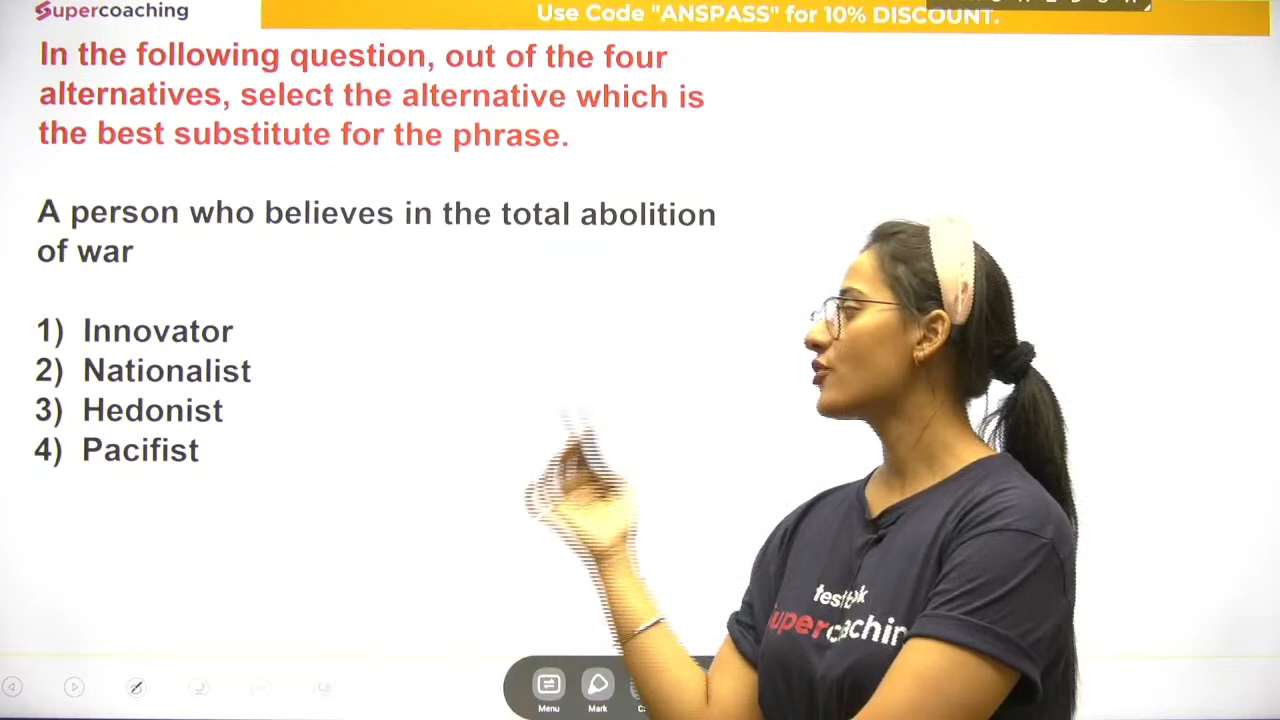 Supercoaching
Use Code "ANSPASS" for 10% DISCOUNT.
In the following question, out of the four
alternatives, select the alternative which is
the best substitute for the phrase.
A person who believes in the total abolition
of war
1) Innovator
2) Nationalist
3) Hedonist
4) Pacifist
testbook
Supercoaching
Menu
Mark